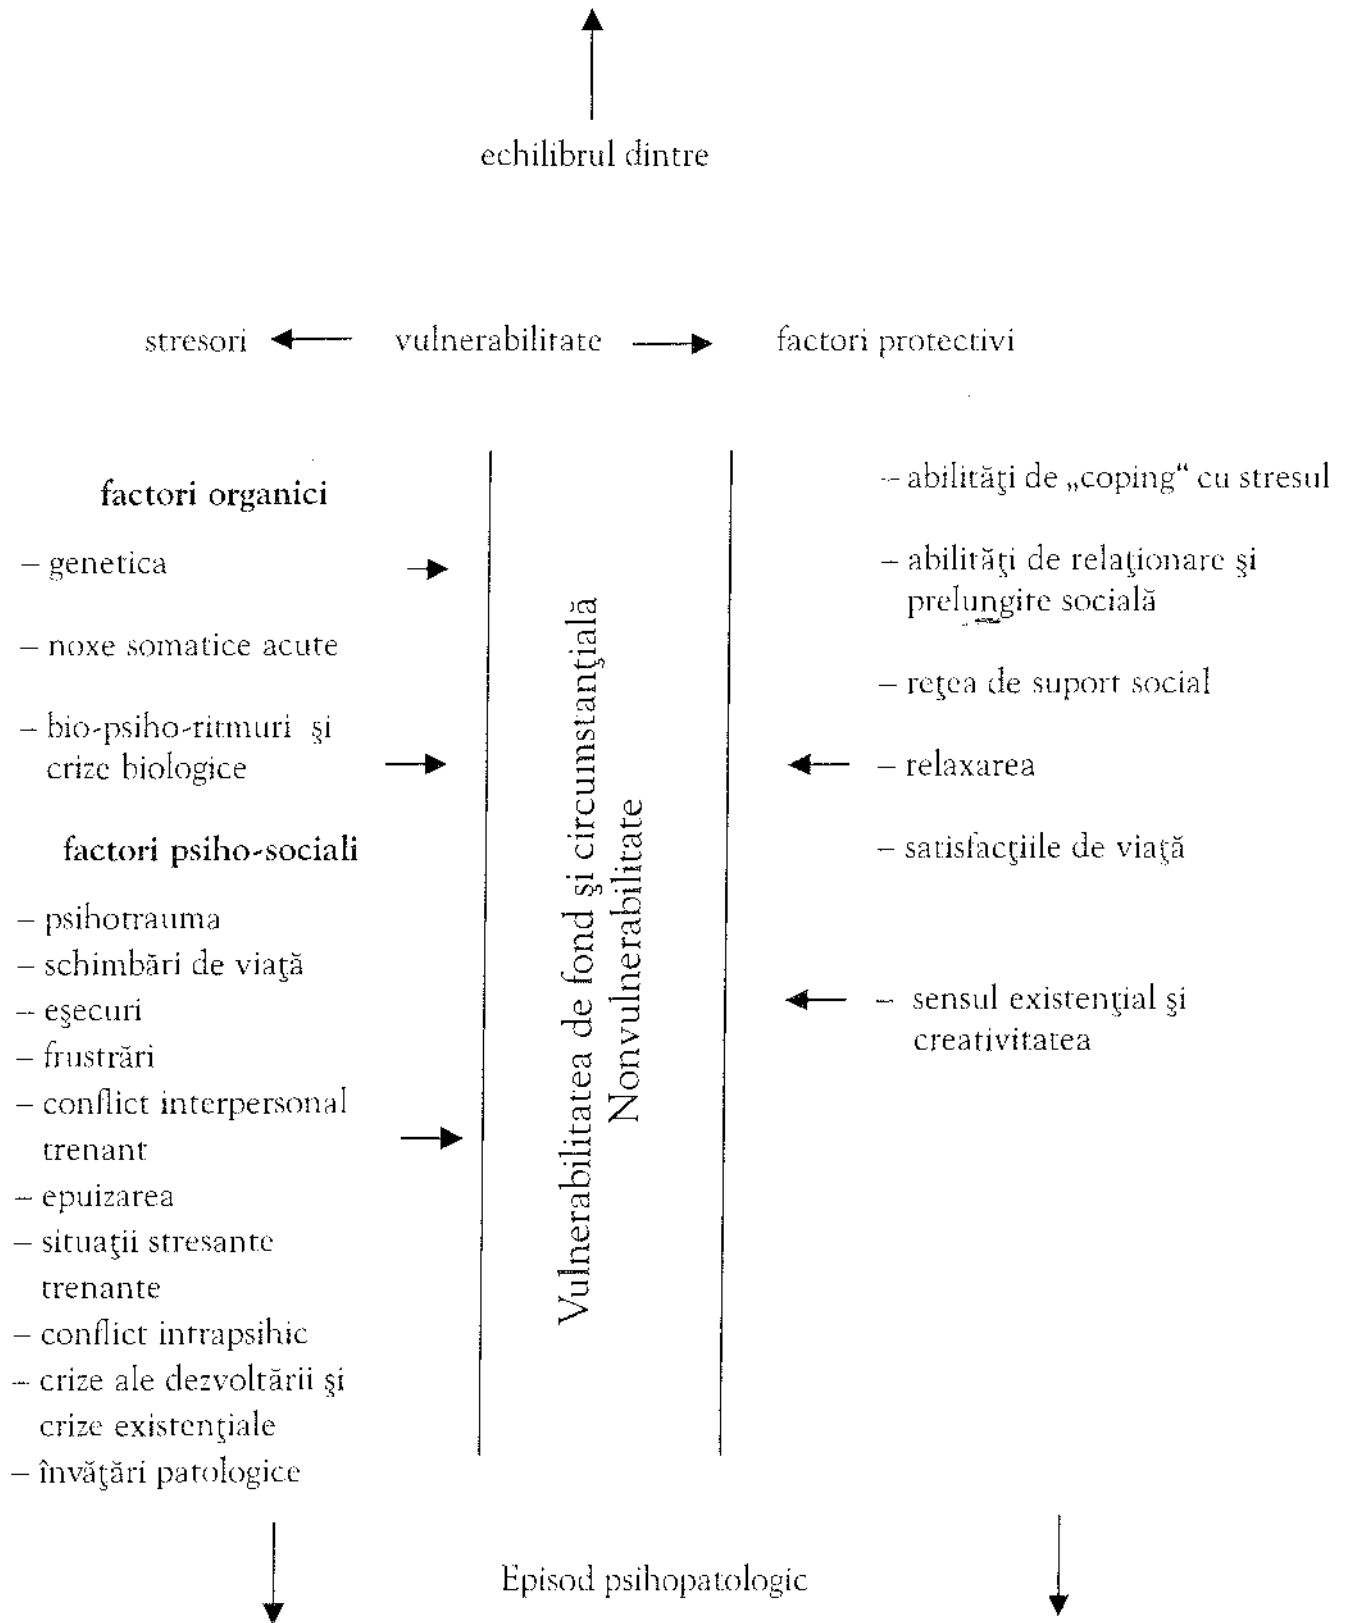 echilibrul dintre
stresori vulnerabilitate factori protectivi
factori organici
– genetica
– noxe somatice acute
– bio-psiho-ritmuri şi
crize biologice
factori psiho-sociali
– psihotrauma
– schimbări de viaţă
– eşecuri
– frustrări
– conflict interpersonal
trenant
– epuizarea
– situaţii stresante
trenante
– conflict intrapsihic
– crize ale dezvoltării şi
crize existenţiale
– învăţări patologice
Vulnerabilitatea de fond şi circumstanţială
Nonvulnerabilitate
– abilităţi de „coping“ cu stresul
– abilităţi de relaţionare şi
prelungite socială
– reţea de suport social
– relaxarea
– satisfacţiile de viaţă
– sensul existenţial şi
creativitatea
Episod psihopatologic